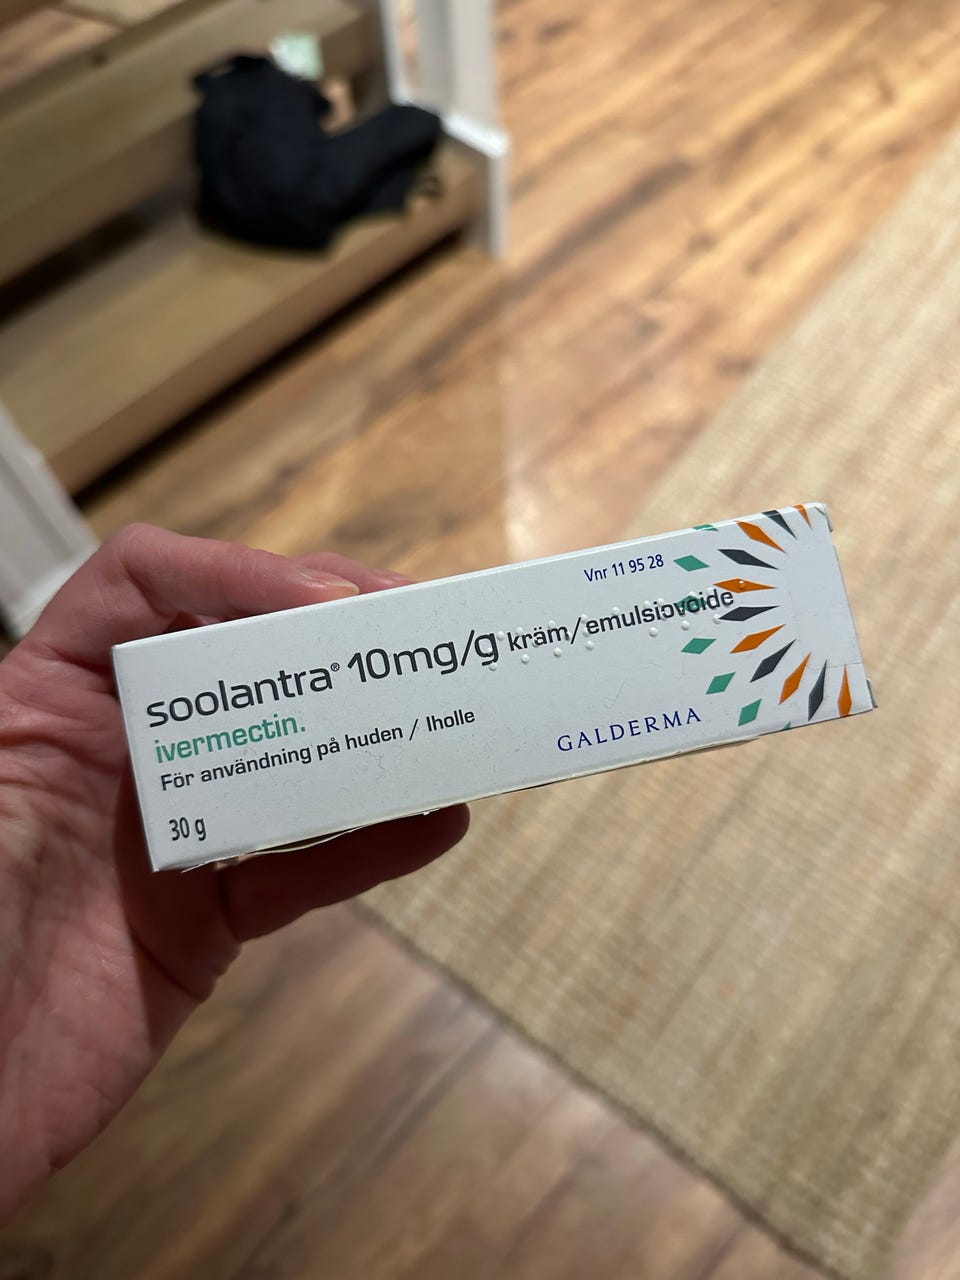 Vnr 11 95 28
soolantra® 10mg/g kräm/emulsiovoide
ivermectin.
För användning på huden / Iholle
GALDERMA
30 g